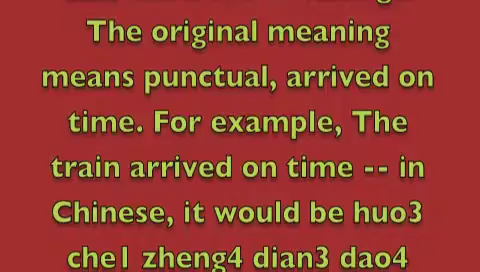 The original meaning
means punctual, arrived on
time. For example, The
train arrived on time -- in
Chinese, it would be huo3
che1 zheng4 dian3 dao4